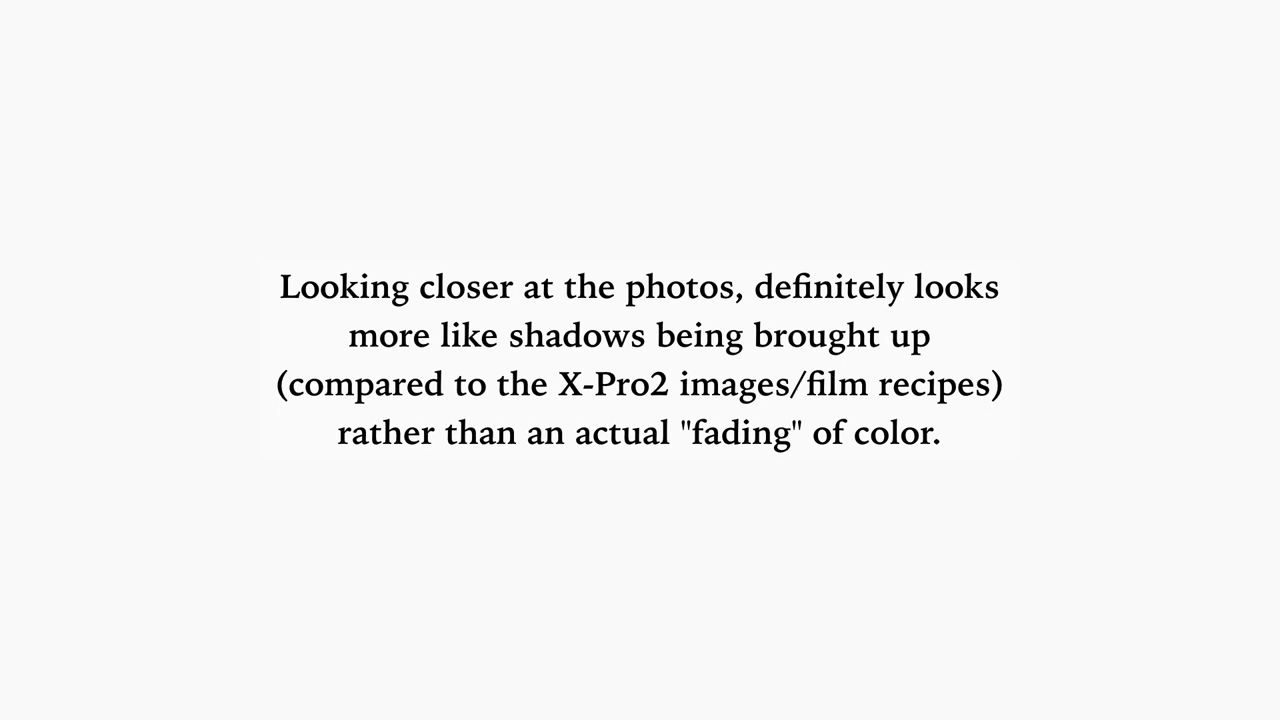 Looking closer at the photos, definitely looks
more like shadows being brought up
(compared to the X-Pro2 images/film recipes)
rather than an actual "fading" of color.